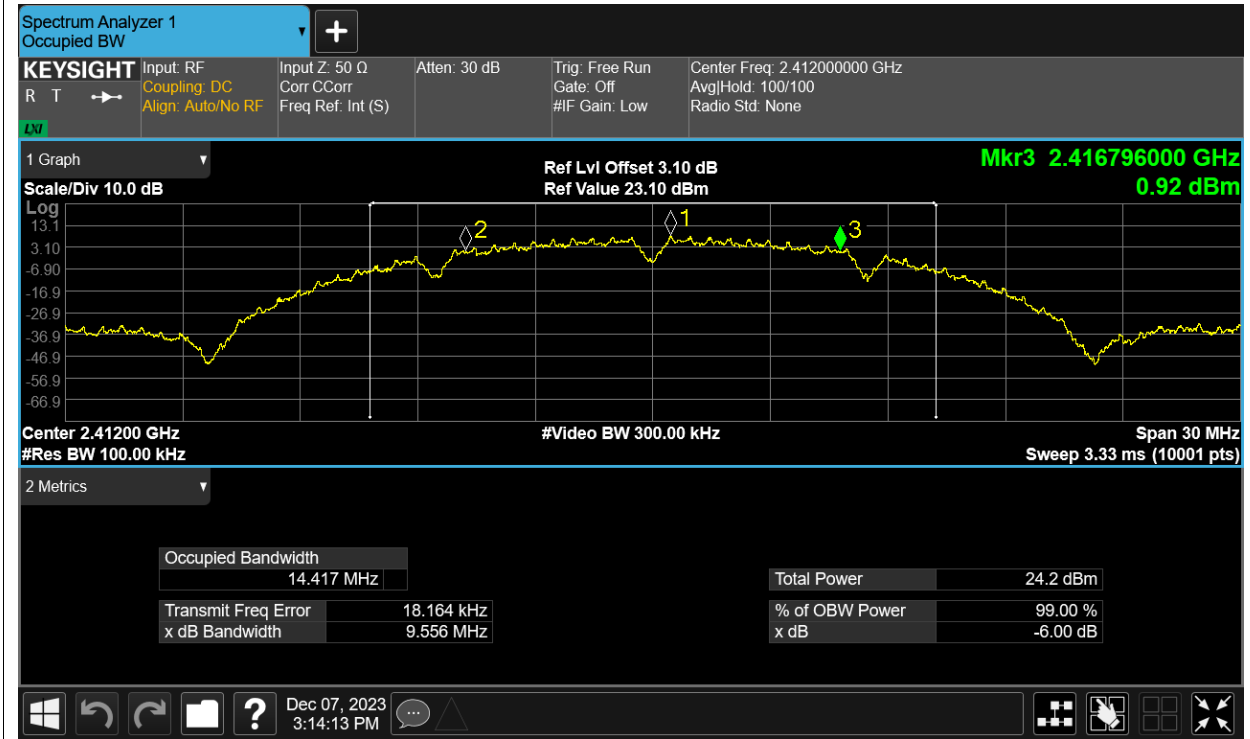 Spectrum Analyzer 1
Occupied BW
KEYSIGHT
R T
LXI
Input: RF
Coupling: DC
Align: Auto/No RF
Input Z: 50 Ω
Corr CCorr
Freq Ref: Int (S)
Atten: 30 dB
Trig: Free Run
Gate: Off
#IF Gain: Low
Center Freq: 2.412000000 GHz
Avg|Hold: 100/100
Radio Std: None
1 Graph
Scale/Div 10.0 dB
Ref Lvl Offset 3.10 dB
Ref Value 23.10 dBm
Mkr3 2.416796000 GHz
0.92 dBm
Log
13.1
3.10
-6.90
-16.9
-26.9
-36.9
-46.9
-56.9
-66.9
2
1
3
Center 2.41200 GHz
#Video BW 300.00 kHz
Span 30 MHz
#Res BW 100.00 kHz
Sweep 3.33 ms (10001 pts)
2 Metrics
Occupied Bandwidth
14.417 MHz
Total Power 24.2 dBm
Transmit Freq Error 18.164 kHz
% of OBW Power 99.00 %
x dB Bandwidth 9.556 MHz
x dB -6.00 dB
?
Dec 07, 2023
3:14:13 PM